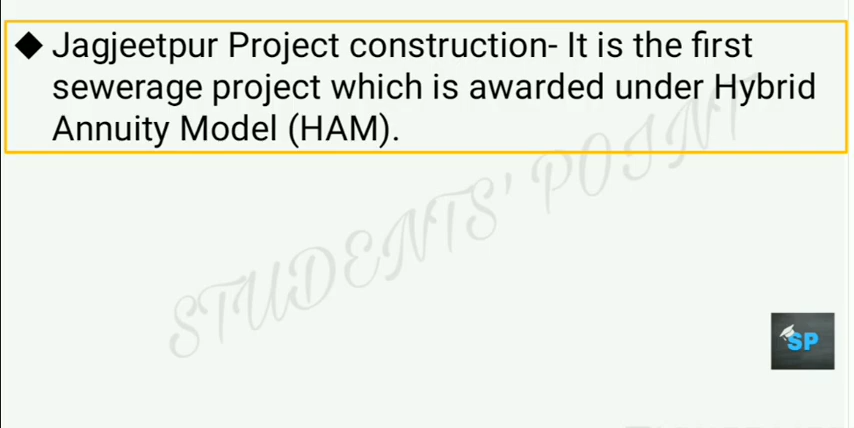 ◆ Jagjeetpur Project construction- It is the first
sewerage project which is awarded under Hybrid
Annuity Model (HAM).
STUDENTS' POINT
SP